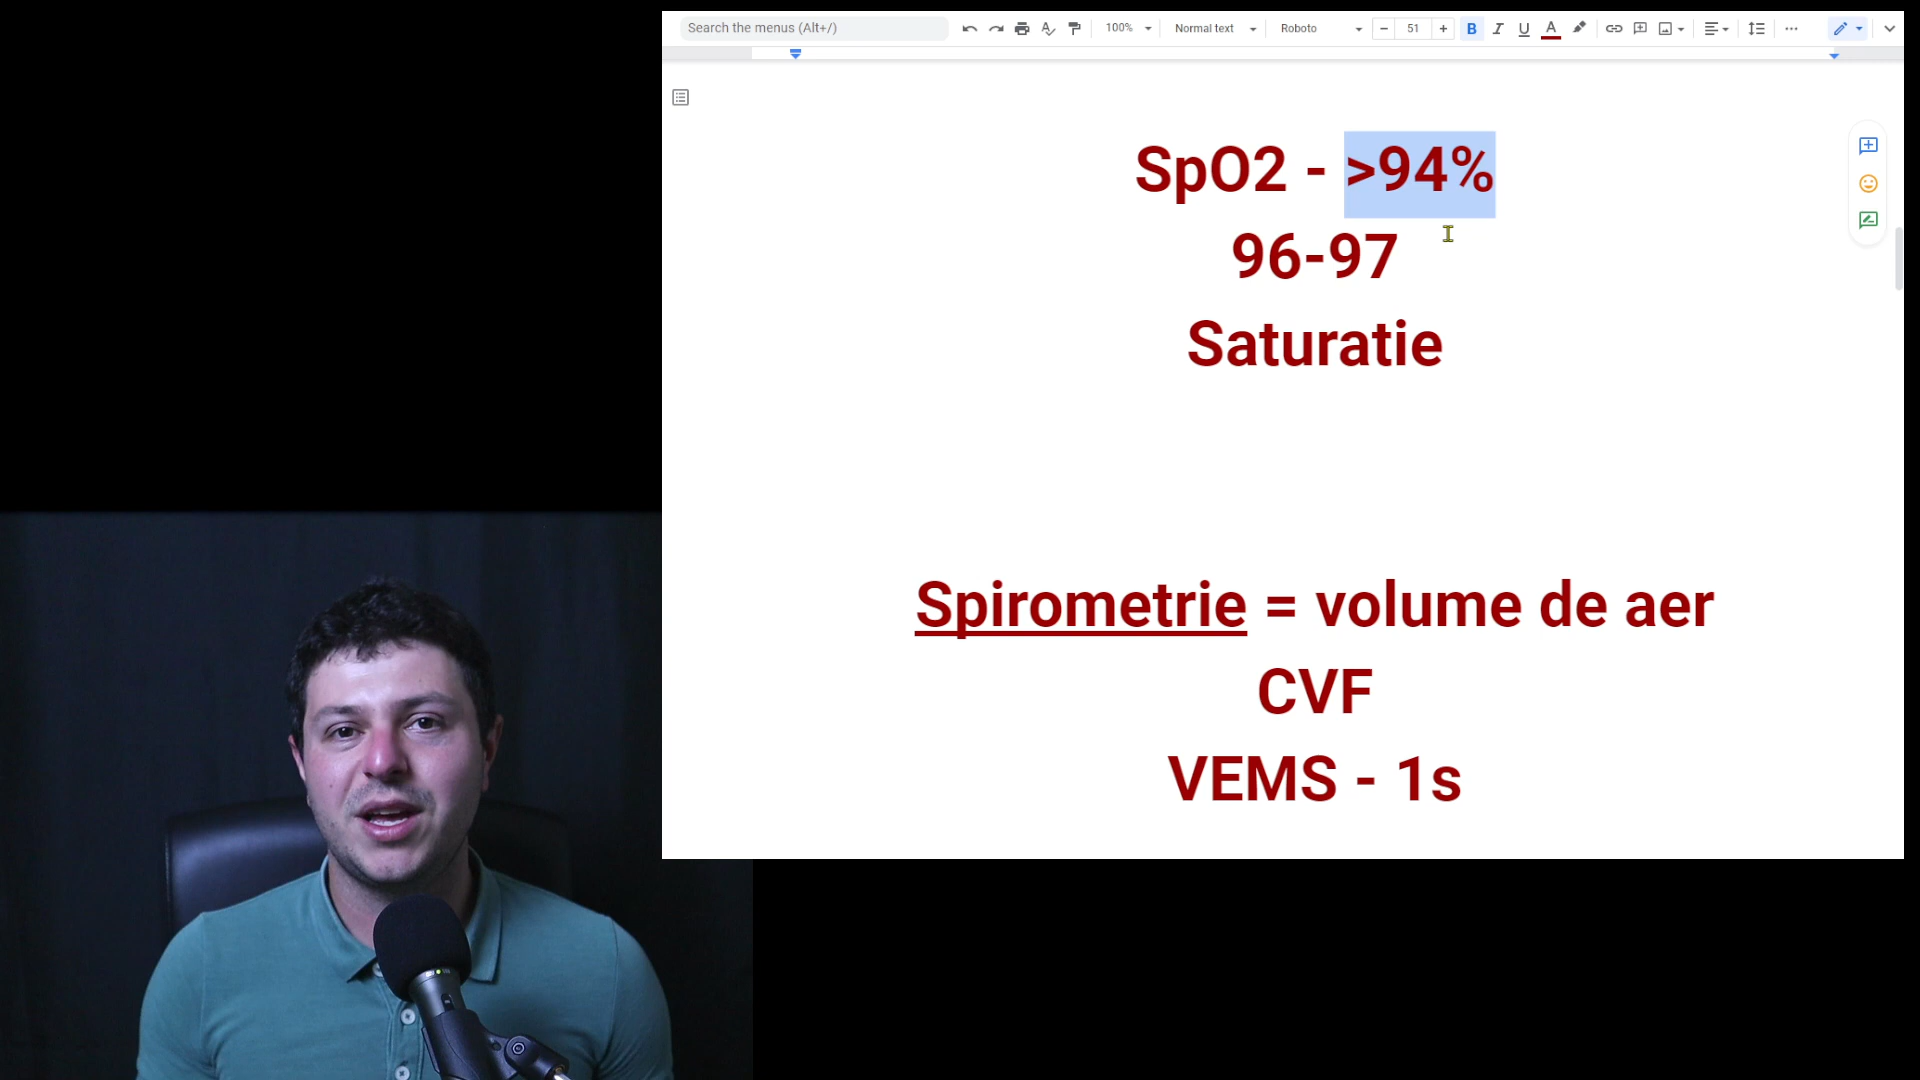 Search the menus (Alt+/)
100%
Normal text
Roboto
51
SpO2 - >94%
96-97
Saturatie
Spirometrie = volume de aer
CVF
VEMS - 1s